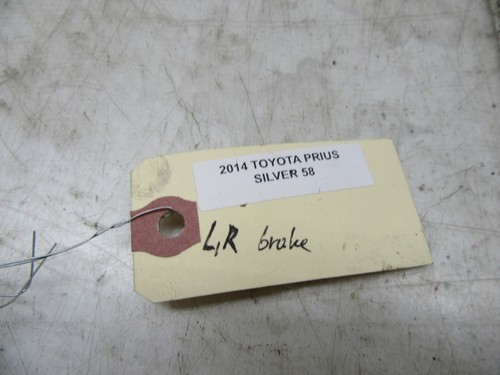 2014 TOYOTA PRIUS
SILVER 58
L,R brake